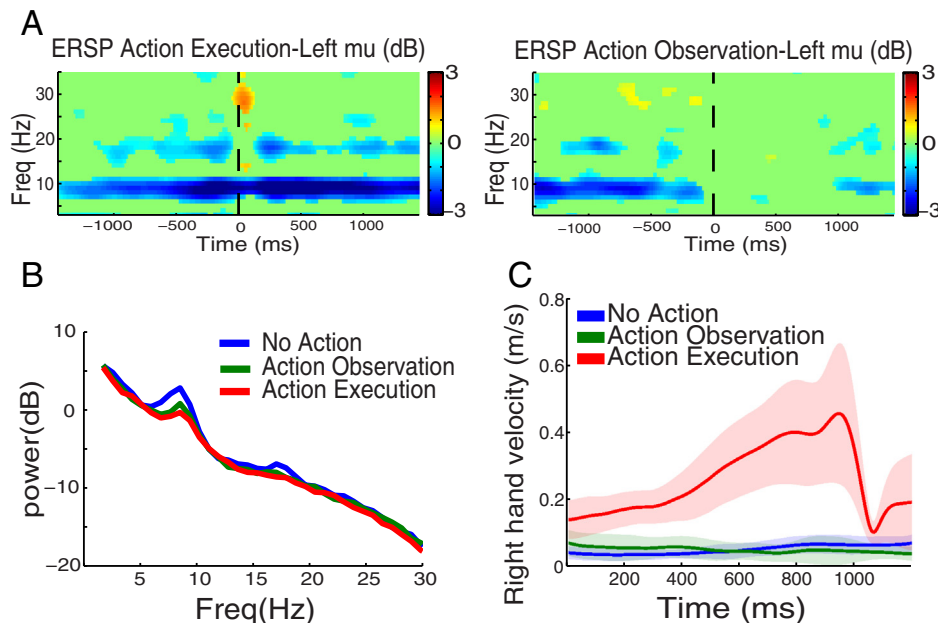 A
ERSP Action Execution-Left mu (dB)
ERSP Action Observation-Left mu (dB)
Freq (Hz)
30
20
10
−1000 −500 0 500 1000
Time (ms)
3
0
−3
Freq (Hz)
30
20
10
−1000 −500 0 500 1000
Time (ms)
3
0
−3
B
power(dB)
10
0
−10
−20
5 10 15 20 25 30
Freq(Hz)
No Action
Action Observation
Action Execution
C
Right hand velocity (m/s)
0.8
0.6
0.4
0.2
0
200 400 600 800 1000
Time (ms)
No Action
Action Observation
Action Execution